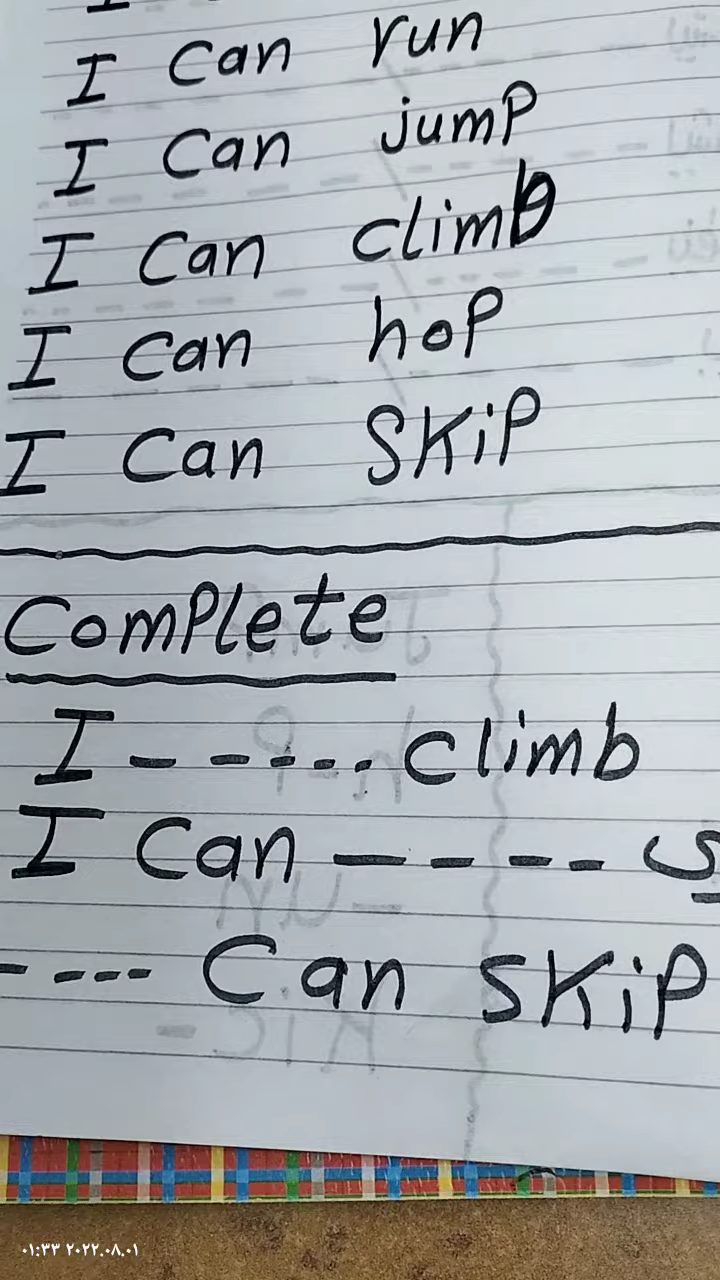 I can run
I can jump
I can climb
I can hop
I can skip
Complete
I - - - - - - climb
I can - - - -
- - - - Can skip
٠١:٣٣ ٢٠٢٢.٠٨.٠١